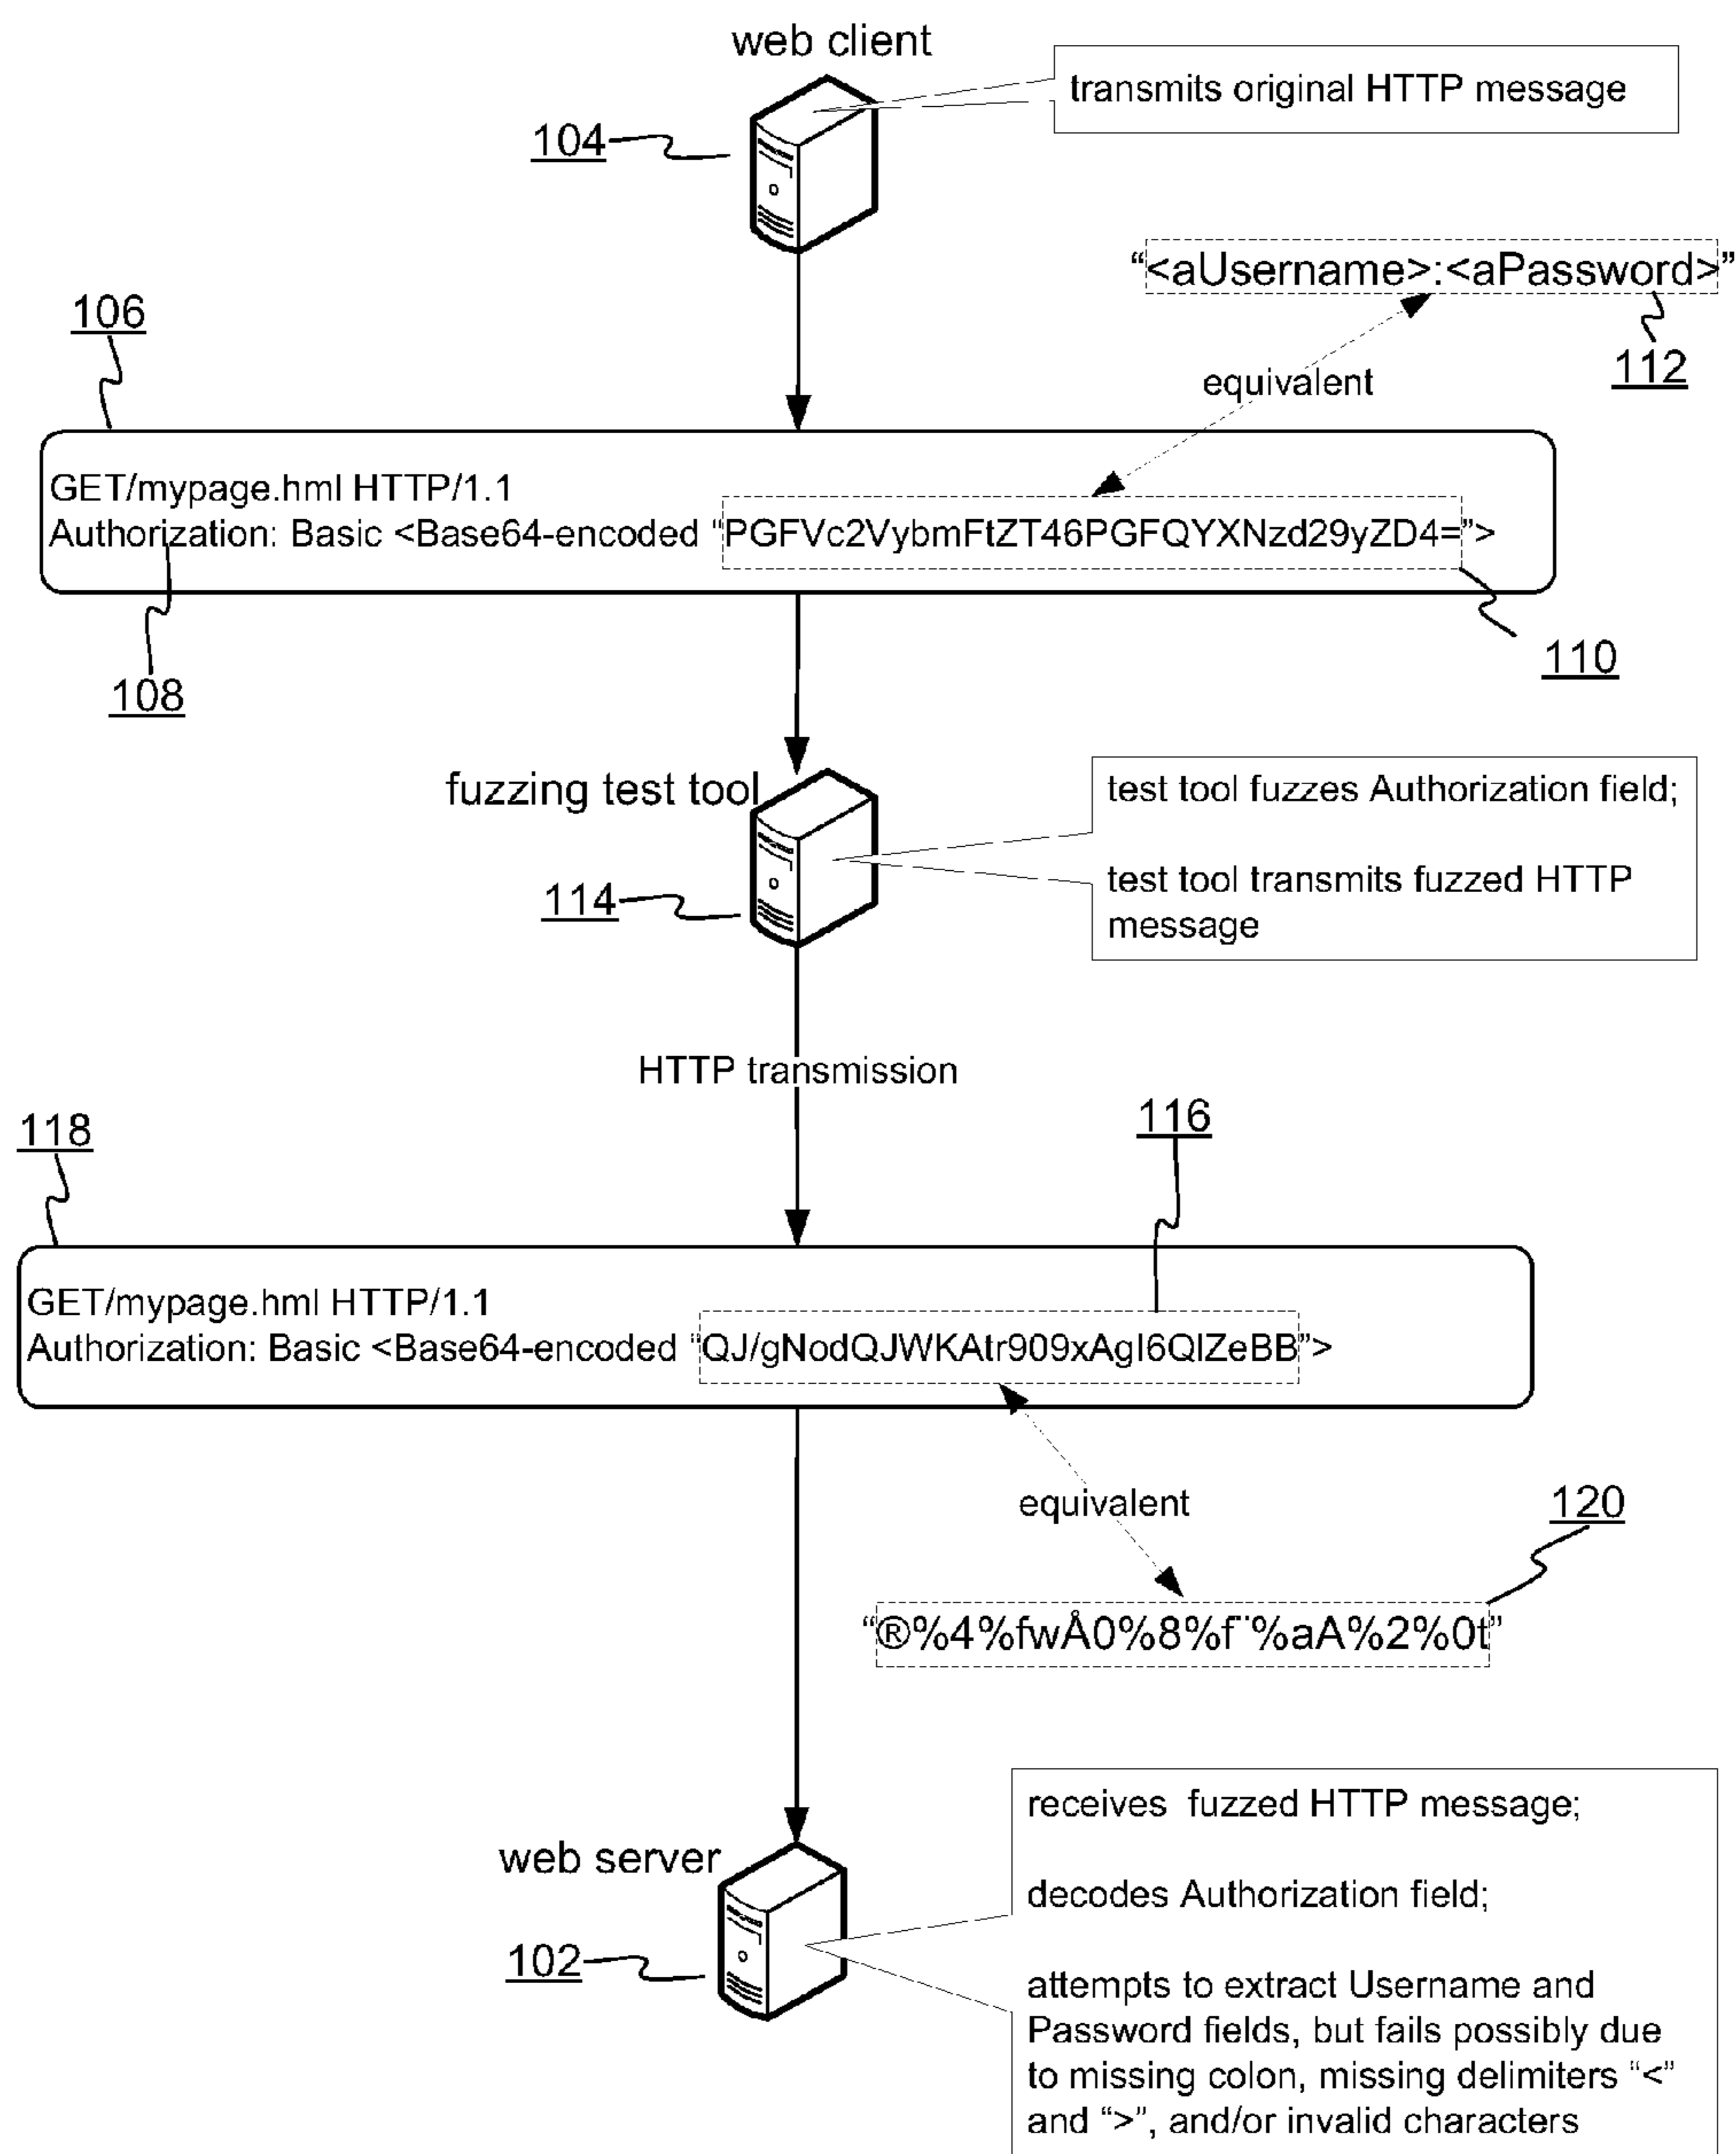 web client
transmits original HTTP message
104
“<aUsername>:<aPassword>”
106
112
equivalent
GET/mypage.hml HTTP/1.1
Authorization: Basic <Base64-encoded “PGFVc2VybmFtZT46PGFQYXNzd29yZD4=”>
110
108
fuzzing test tool
test tool fuzzes Authorization field;
test tool transmits fuzzed HTTP
message
114
HTTP transmission
116
118
GET/mypage.hml HTTP/1.1
Authorization: Basic <Base64-encoded “QJ/gNodQJWKAtr909xAgI6QIZeBB”>
equivalent
120
“®%4%fwÅ0%8%f¨%aA%2%0t”
web server
102
receives fuzzed HTTP message;
decodes Authorization field;
attempts to extract Username and
Password fields, but fails possibly due
to missing colon, missing delimiters “<”
and “>”, and/or invalid characters